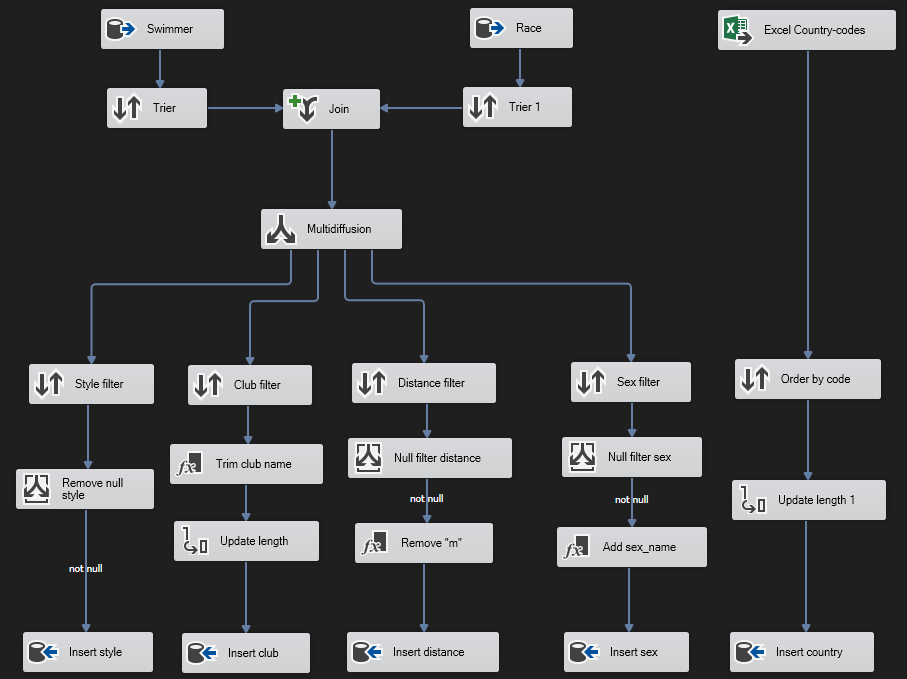 Swimmer
Race
Excel Country-codes
Trier
Join
Trier 1
Multidiffusion
Style filter
Club filter
Distance filter
Sex filter
Order by code
Remove null
style
Trim club name
Null filter distance
Null filter sex
Update length 1
not null
not null
Update length
Remove "m"
Add sex_name
not null
Insert style
Insert club
Insert distance
Insert sex
Insert country